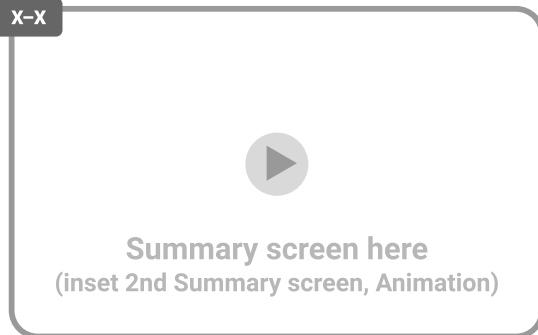 X–X
Summary screen here
(inset 2nd Summary screen, Animation)